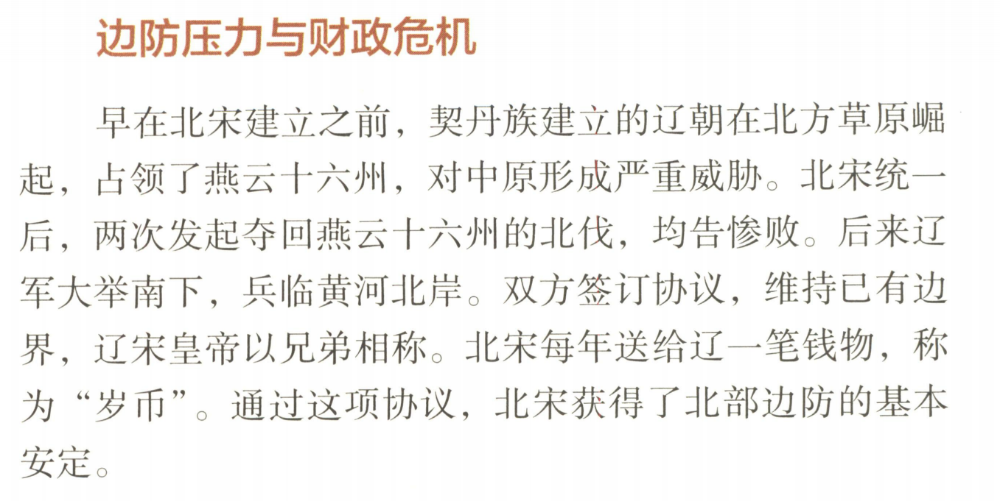 边防压力与财政危机
早在北宋建立之前，契丹族建立的辽朝在北方草原崛
起，占领了燕云十六州，对中原形成严重威胁。北宋统一
后，两次发起夺回燕云十六州的北伐，均告惨败。后来辽
军大举南下，兵临黄河北岸。双方签订协议，维持已有边
界，辽宋皇帝以兄弟相称。北宋每年送给辽一笔钱物，称
为“岁币”。通过这项协议，北宋获得了北部边防的基本
安定。